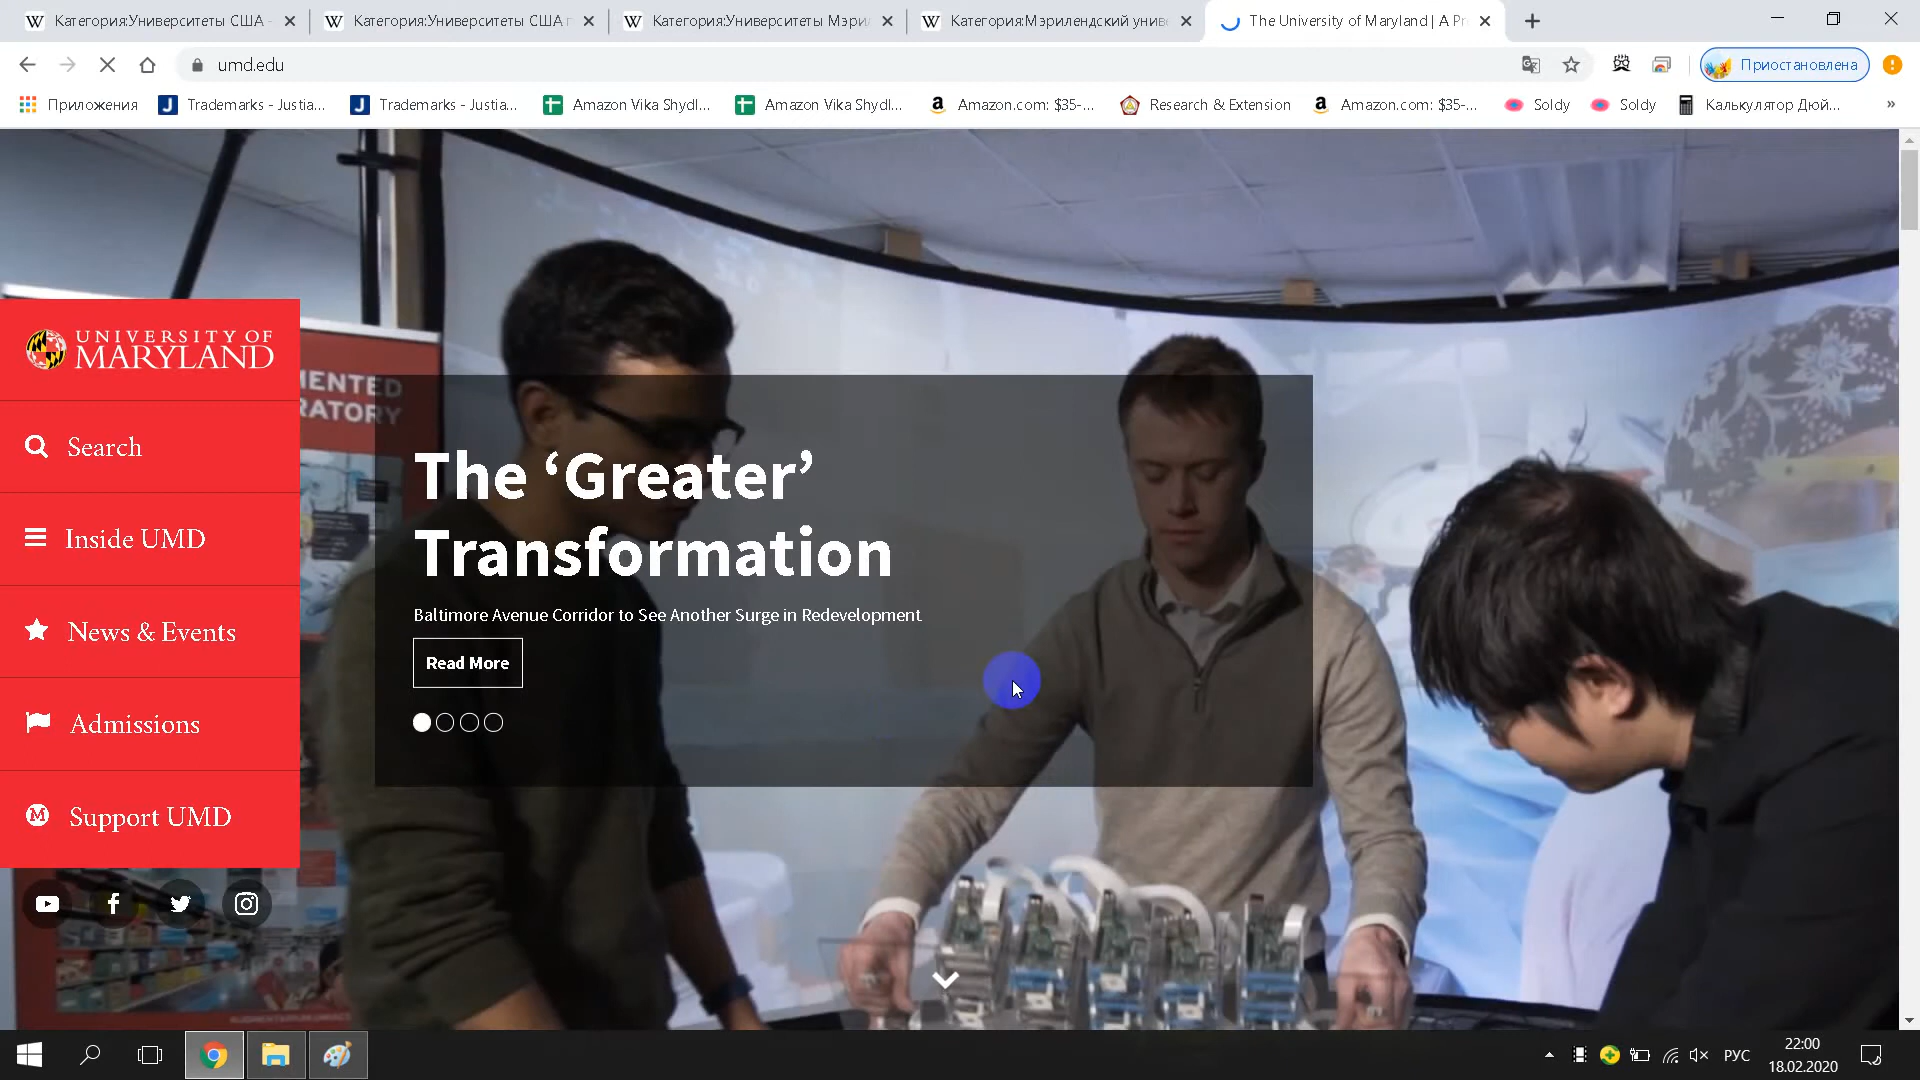 Категория:Университеты США -
Категория:Университеты США п
Категория:Университеты Мэрил
Категория:Мэрилендский униве
The University of Maryland | A Pr
umd.edu
Приостановлена
Приложения
Trademarks - Justia...
Trademarks - Justia...
Amazon Vika Shydl...
Amazon Vika Shydl...
Amazon.com: $35-...
Research & Extension
Amazon.com: $35-...
Soldy
Soldy
Калькулятор Дюй...
»
UNIVERSITY OF
MARYLAND
MENTED
RATORY
Search
Inside UMD
News & Events
Admissions
Support UMD
The ‘Greater’
Transformation
Baltimore Avenue Corridor to See Another Surge in Redevelopment
Read More
РУС
22:00
18.02.2020